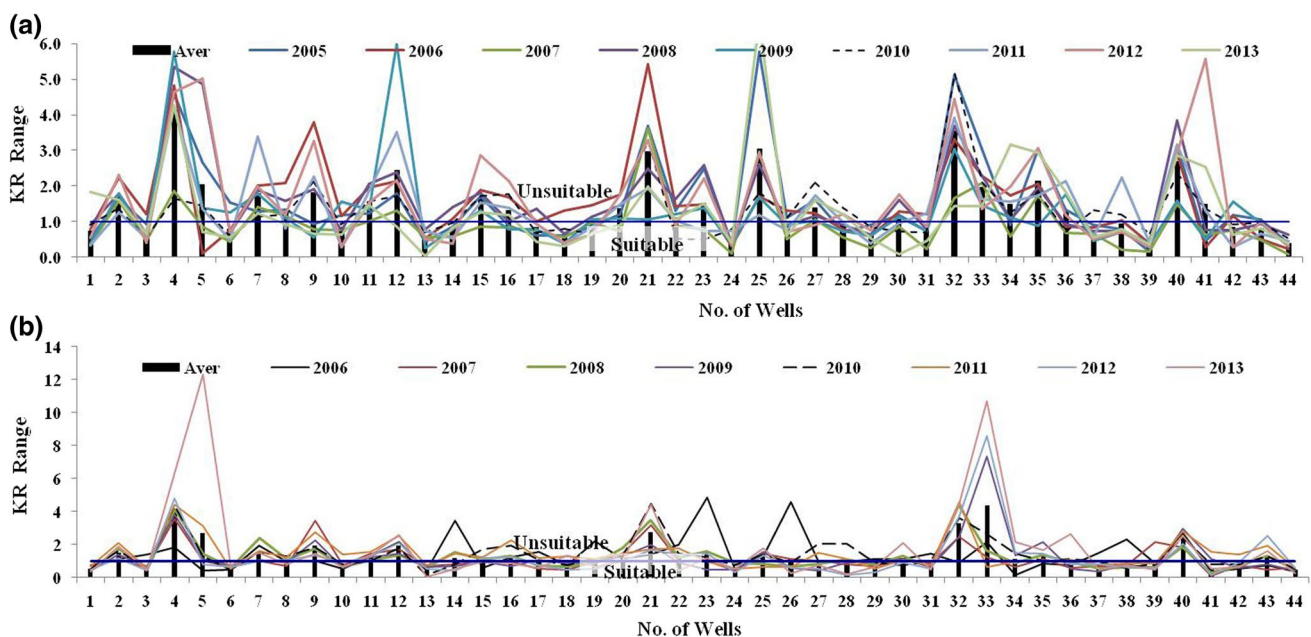 (a)
6.0 Aver 2005 2006 2007 2008 2009 2010 2011 2012 2013
5.0
4.0
3.0
2.0
1.0
0.0
KR Range
Unsuitable
Suitable
1 2 3 4 5 6 7 8 9 10 11 12 13 14 15 16 17 18 19 20 21 22 23 24 25 26 27 28 29 30 31 32 33 34 35 36 37 38 39 40 41 42 43 44
No. of Wells
(b)
14
Aver 2006 2007 2008 2009 2010 2011 2012 2013
12
10
8
6
4
2
0
KR Range
Unsuitable
Suitable
1 2 3 4 5 6 7 8 9 10 11 12 13 14 15 16 17 18 19 20 21 22 23 24 25 26 27 28 29 30 31 32 33 34 35 36 37 38 39 40 41 42 43 44
No. of Wells